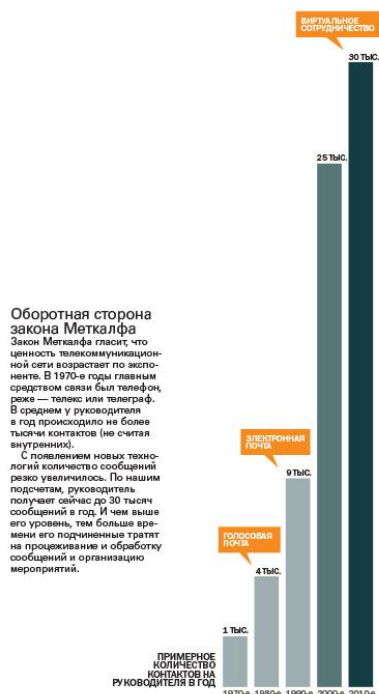 ВИРТУАЛЬНОЕ
СОТРУДНИЧЕСТВО
30 ТЫС.
25 ТЫС.
Оборотная сторона
закона Меткалфа
Закон Меткалфа гласит, что
ценность телекоммуникацион-
ной сети возрастает по экспо-
ненте. В 1970-е годы главным
средством связи был телефон,
реже — телекс или телеграф.
В среднем у руководителя
в год происходило не более
тысячи контактов (не считая
внутренних).
С появлением новых техно-
логий количество сообщений
резко увеличилось. По нашим
подсчетам, руководитель
получает сейчас до 30 тысяч
сообщений в год. И чем выше
его уровень, тем больше вре-
мени его подчиненные тратят
на процеживание и обработку
сообщений и организацию
мероприятий.
ЭЛЕКТРОННАЯ
ПОЧТА
9 ТЫС.
ГОЛОСОВАЯ
ПОЧТА
4 ТЫС.
1 ТЫС.
ПРИМЕРНОЕ
КОЛИЧЕСТВО
КОНТАКТОВ НА
РУКОВОДИТЕЛЯ В ГОД
1970-е 1980-е 1990-е 2000-е 2010-е